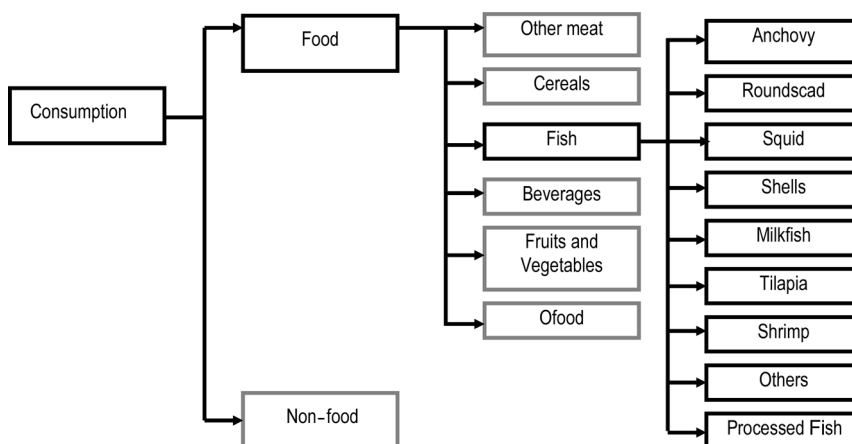 Consumption
Food
Non-food
Other meat
Cereals
Fish
Beverages
Fruits and
Vegetables
Ofood
Anchovy
Roundscad
Squid
Shells
Milkfish
Tilapia
Shrimp
Others
Processed Fish